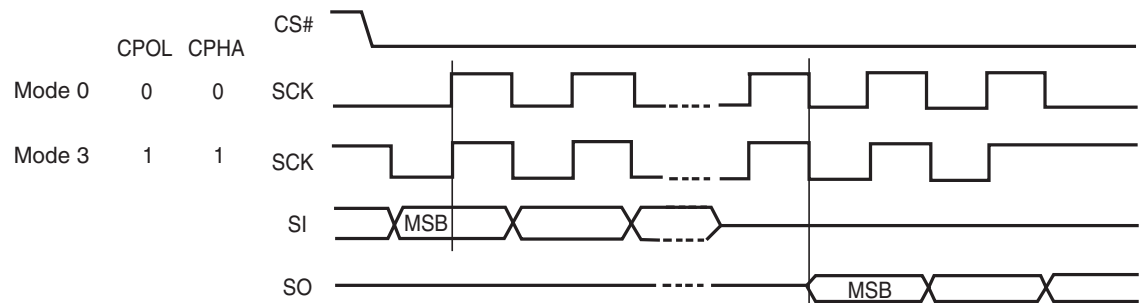 CS#
CPOL CPHA
Mode 0 0 0 SCK
Mode 3 1 1 SCK
SI MSB
SO MSB